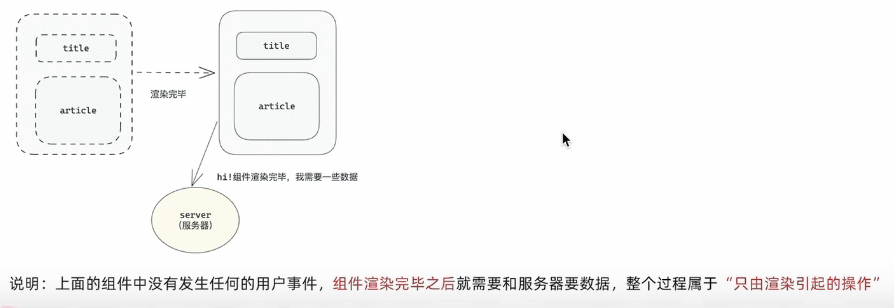 title
article
渲染完毕
title
article
hi!组件渲染完毕，我需要一些数据
server
(服务器)
说明：上面的组件中没有发生任何的用户事件，组件渲染完毕之后就需要和服务器要数据，整个过程属于“只由渲染引起的操作”